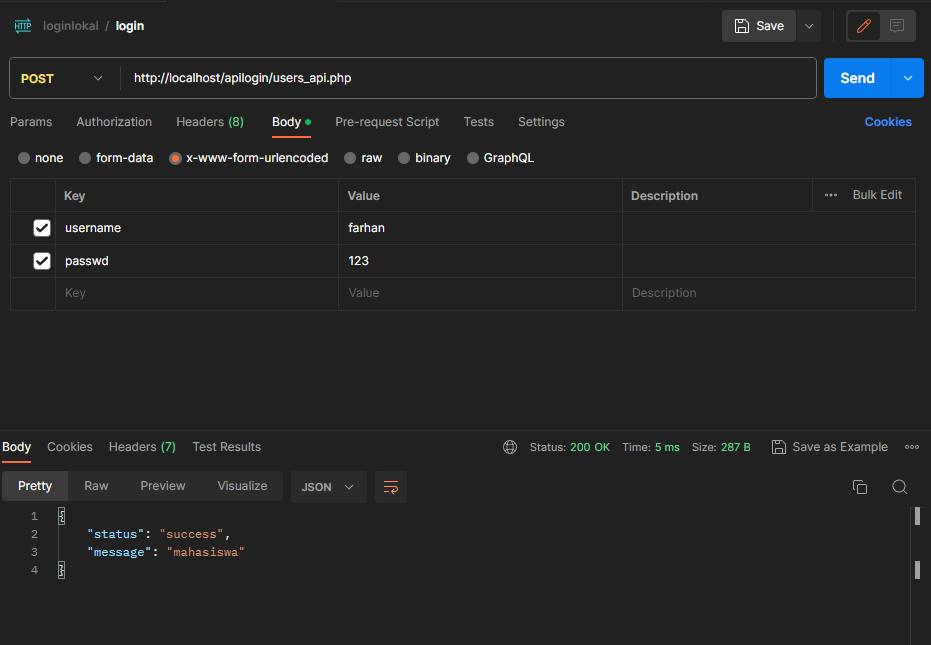 HTTP loginlokal / login Save
POST http://localhost/apilogin/users_api.php Send
Params Authorization Headers (8) Body Pre-request Script Tests Settings Cookies
none form-data x-www-form-urlencoded raw binary GraphQL
Key Value Description Bulk Edit
username farhan
passwd 123
Key Value Description
Body Cookies Headers (7) Test Results Status: 200 OK Time: 5 ms Size: 287 B Save as Example
Pretty Raw Preview Visualize JSON
1 {
2 "status": "success",
3 "message": "mahasiswa"
4 }